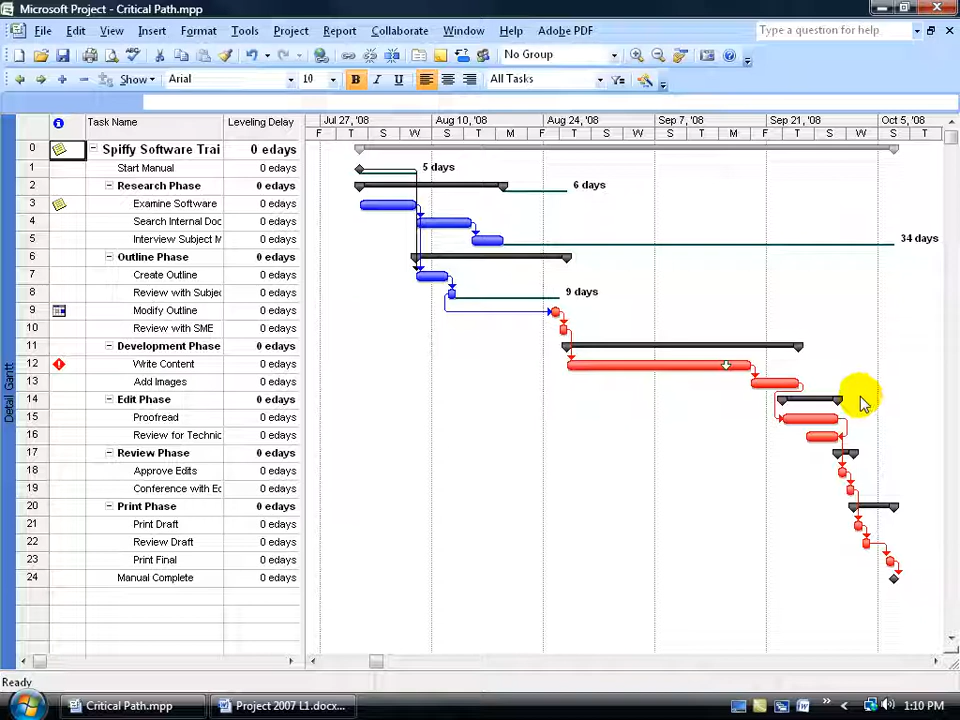 Microsoft Project - Critical Path.mpp
File Edit View Insert Format Tools Project Report Collaborate Window Help Adobe PDF Type a question for help
No Group
Show Arial 10 B I U All Tasks
Task Name Leveling Delay Jul 27, '08 Aug 10, '08 Aug 24, '08 Sep 7, '08 Sep 21, '08 Oct 5, '08
F T S W S T M F T S W S T M F T S W S T
0 Spiffy Software Trai 0 edays
1 Start Manual 0 edays 5 days
2 Research Phase 0 edays 6 days
3 Examine Software 0 edays
4 Search Internal Doc 0 edays
5 Interview Subject M 0 edays 34 days
6 Outline Phase 0 edays
7 Create Outline 0 edays
8 Review with Subje 0 edays 9 days
9 Modify Outline 0 edays
10 Review with SME 0 edays
11 Development Phase 0 edays
12 Write Content 0 edays
13 Add Images 0 edays
14 Edit Phase 0 edays
15 Proofread 0 edays
16 Review for Technic 0 edays
17 Review Phase 0 edays
18 Approve Edits 0 edays
19 Conference with Ec 0 edays
20 Print Phase 0 edays
21 Print Draft 0 edays
22 Review Draft 0 edays
23 Print Final 0 edays
24 Manual Complete 0 edays
Detail Gantt
Ready
Critical Path.mpp Project 2007 L1.docx... 1:10 PM